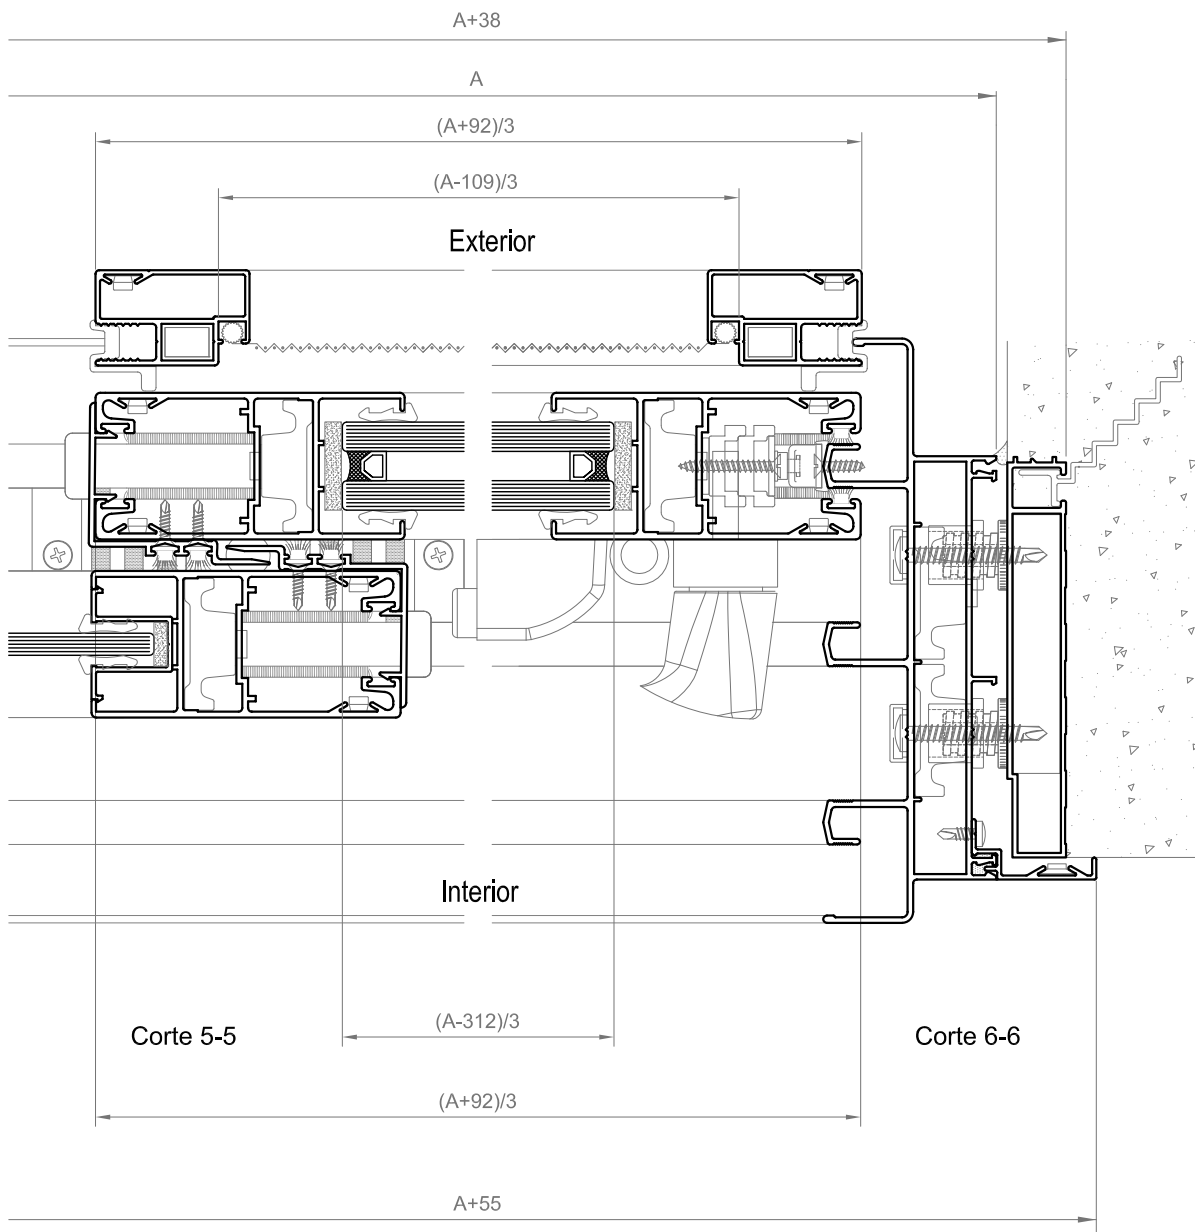 A+38
A
(A+92)/3
(A-109)/3
Exterior
Interior
Corte 5-5
(A-312)/3
Corte 6-6
(A+92)/3
A+55